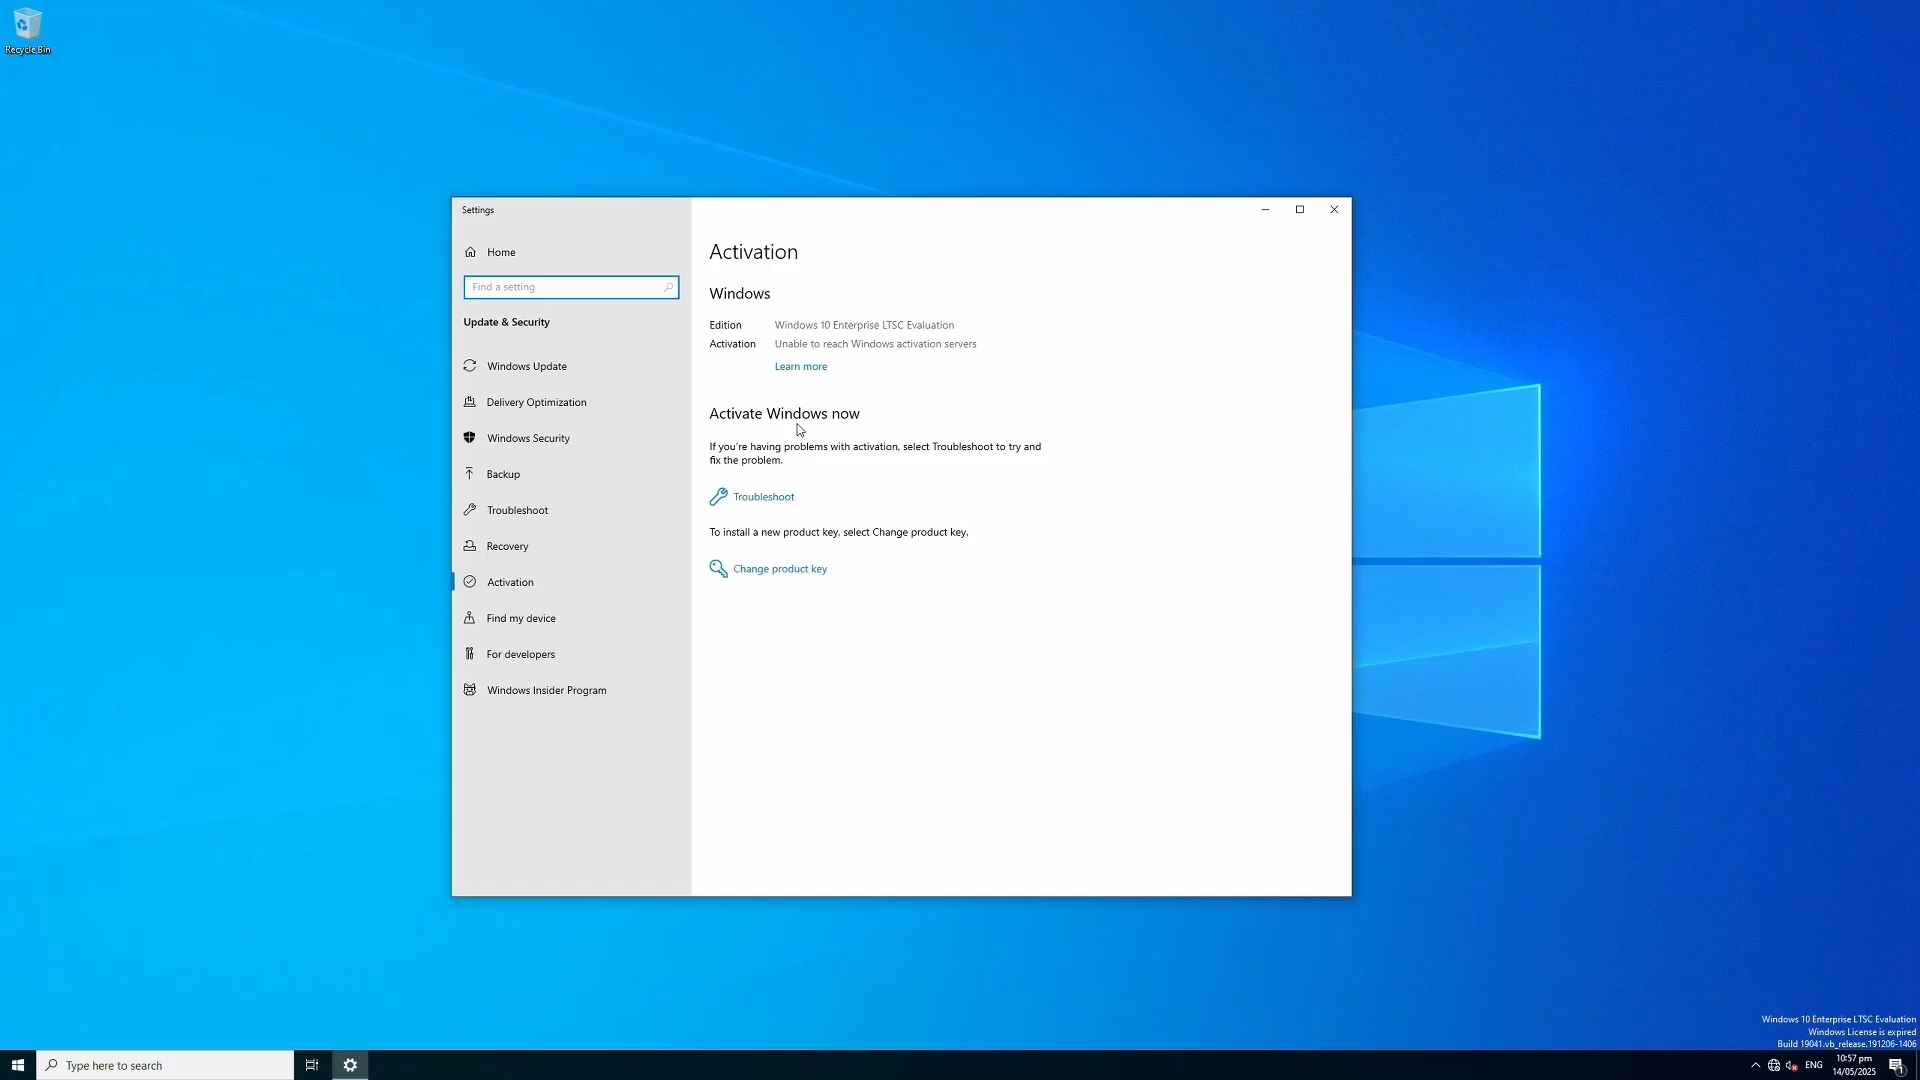 Recycle Bin
Settings
Home
Find a setting
Update & Security
Windows Update
Delivery Optimization
Windows Security
Backup
Troubleshoot
Recovery
Activation
Find my device
For developers
Windows Insider Program
Activation
Windows
Edition Windows 10 Enterprise LTSC Evaluation
Activation Unable to reach Windows activation servers
Learn more
Activate Windows now
If you're having problems with activation, select Troubleshoot to try and
fix the problem.
Troubleshoot
To install a new product key, select Change product key.
Change product key
Windows 10 Enterprise LTSC Evaluation
Windows License is expired
Build 19041.vb_release.191206-1406
Type here to search
ENG
10:57 pm
14/05/2025
1